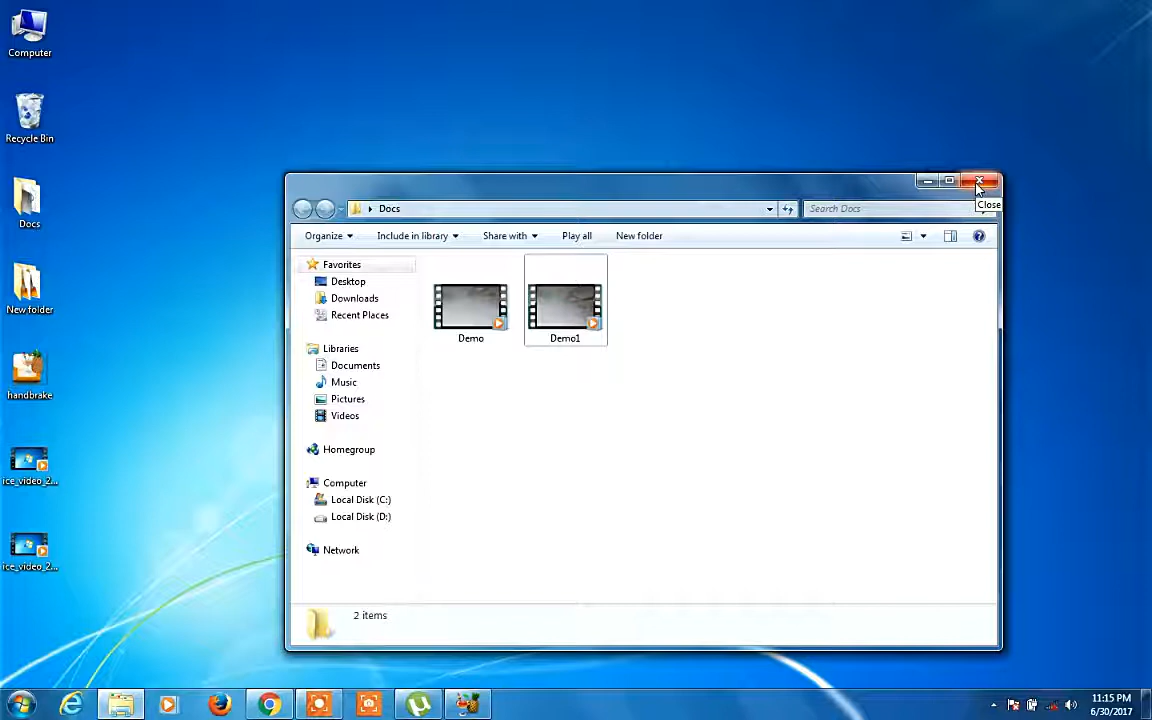 Computer
Recycle Bin
Docs
New folder
handbrake
ice_video_2...
ice_video_2...
Docs
Search Docs
Close
Organize
Include in library
Share with
Play all
New folder
Favorites
Desktop
Downloads
Recent Places
Libraries
Documents
Music
Pictures
Videos
Homegroup
Computer
Local Disk (C:)
Local Disk (D:)
Network
Demo
Demo1
2 items
11:15 PM
6/30/2017